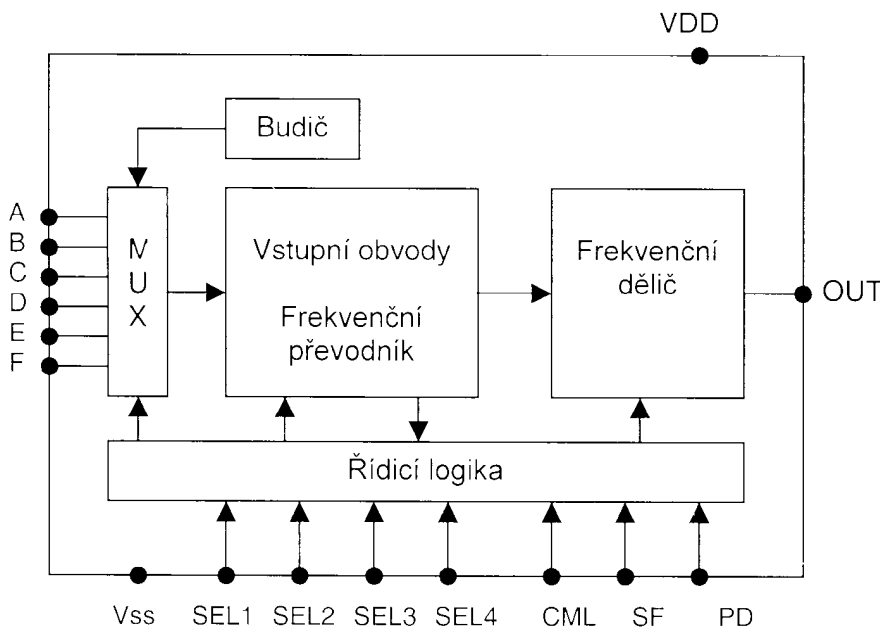 VDD
Budič
A
B
C
D
E
F
M
U
X
Vstupní obvody
Frekvenční
převodník
Frekvenční
dělič
OUT
Řídicí logika
Vss SEL1 SEL2 SEL3 SEL4 CML SF PD